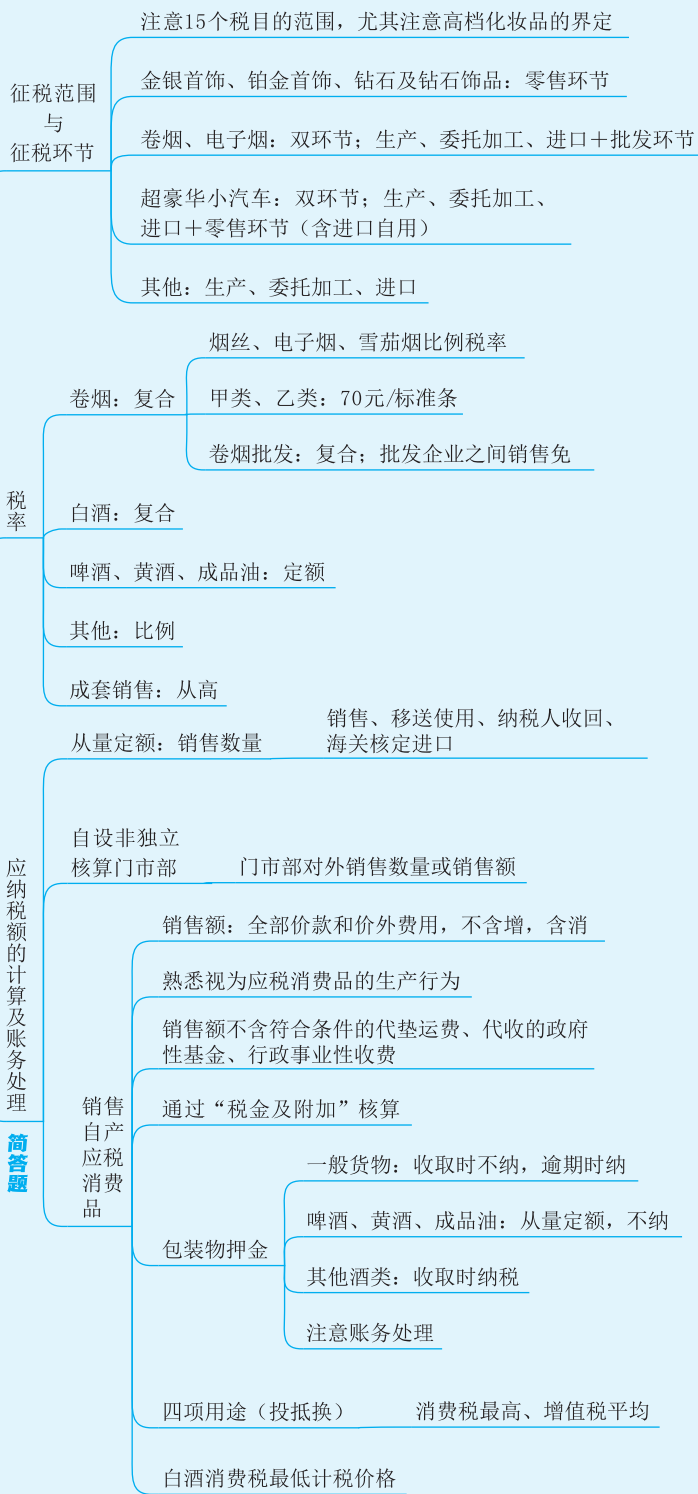 注意15个税目的范围，尤其注意高档化妆品的界定
征税范围
与
征税环节
金银首饰、铂金首饰、钻石及钻石饰品：零售环节
卷烟、电子烟：双环节；生产、委托加工、进口＋批发环节
超豪华小汽车：双环节；生产、委托加工、
进口＋零售环节（含进口自用）
其他：生产、委托加工、进口
税率
卷烟：复合
烟丝、电子烟、雪茄烟比例税率
甲类、乙类：70元/标准条
卷烟批发：复合；批发企业之间销售免
白酒：复合
啤酒、黄酒、成品油：定额
其他：比例
成套销售：从高
应纳税额的计算及账务处理
简答题
从量定额：销售数量
销售、移送使用、纳税人收回、
海关核定进口
自设非独立
核算门市部
门市部对外销售数量或销售额
销售
自产
应税
消费
品
销售额：全部价款和价外费用，不含增，含消
熟悉视为应税消费品的生产行为
销售额不含符合条件的代垫运费、代收的政府
性基金、行政事业性收费
通过“税金及附加”核算
包装物押金
一般货物：收取时不纳，逾期时纳
啤酒、黄酒、成品油：从量定额，不纳
其他酒类：收取时纳税
注意账务处理
四项用途（投抵换）
消费税最高、增值税平均
白酒消费税最低计税价格